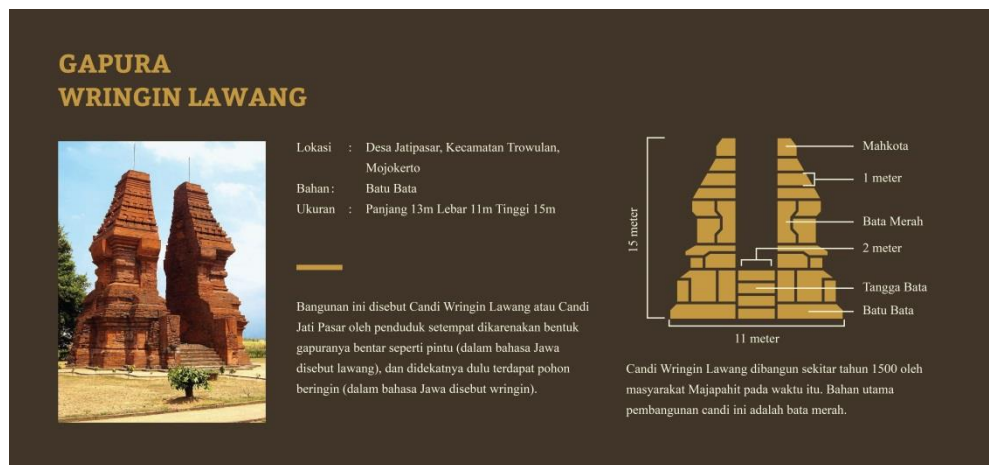 GAPURA
WRINGIN LAWANG
Lokasi : Desa Jatipasar, Kecamatan Trowulan,
Mojokerto
Bahan : Batu Bata
Ukuran : Panjang 13m Lebar 11m Tinggi 15m
Bangunan ini disebut Candi Wringin Lawang atau Candi
Jati Pasar oleh penduduk setempat dikarenakan bentuk
gapuranya bentar seperti pintu (dalam bahasa Jawa
disebut lawang), dan didekatnya dulu terdapat pohon
beringin (dalam bahasa Jawa disebut wringin).
15 meter
Mahkota
1 meter
Bata Merah
2 meter
Tangga Bata
Batu Bata
11 meter
Candi Wringin Lawang dibangun sekitar tahun 1500 oleh
masyarakat Majapahit pada waktu itu. Bahan utama
pembangunan candi ini adalah bata merah.